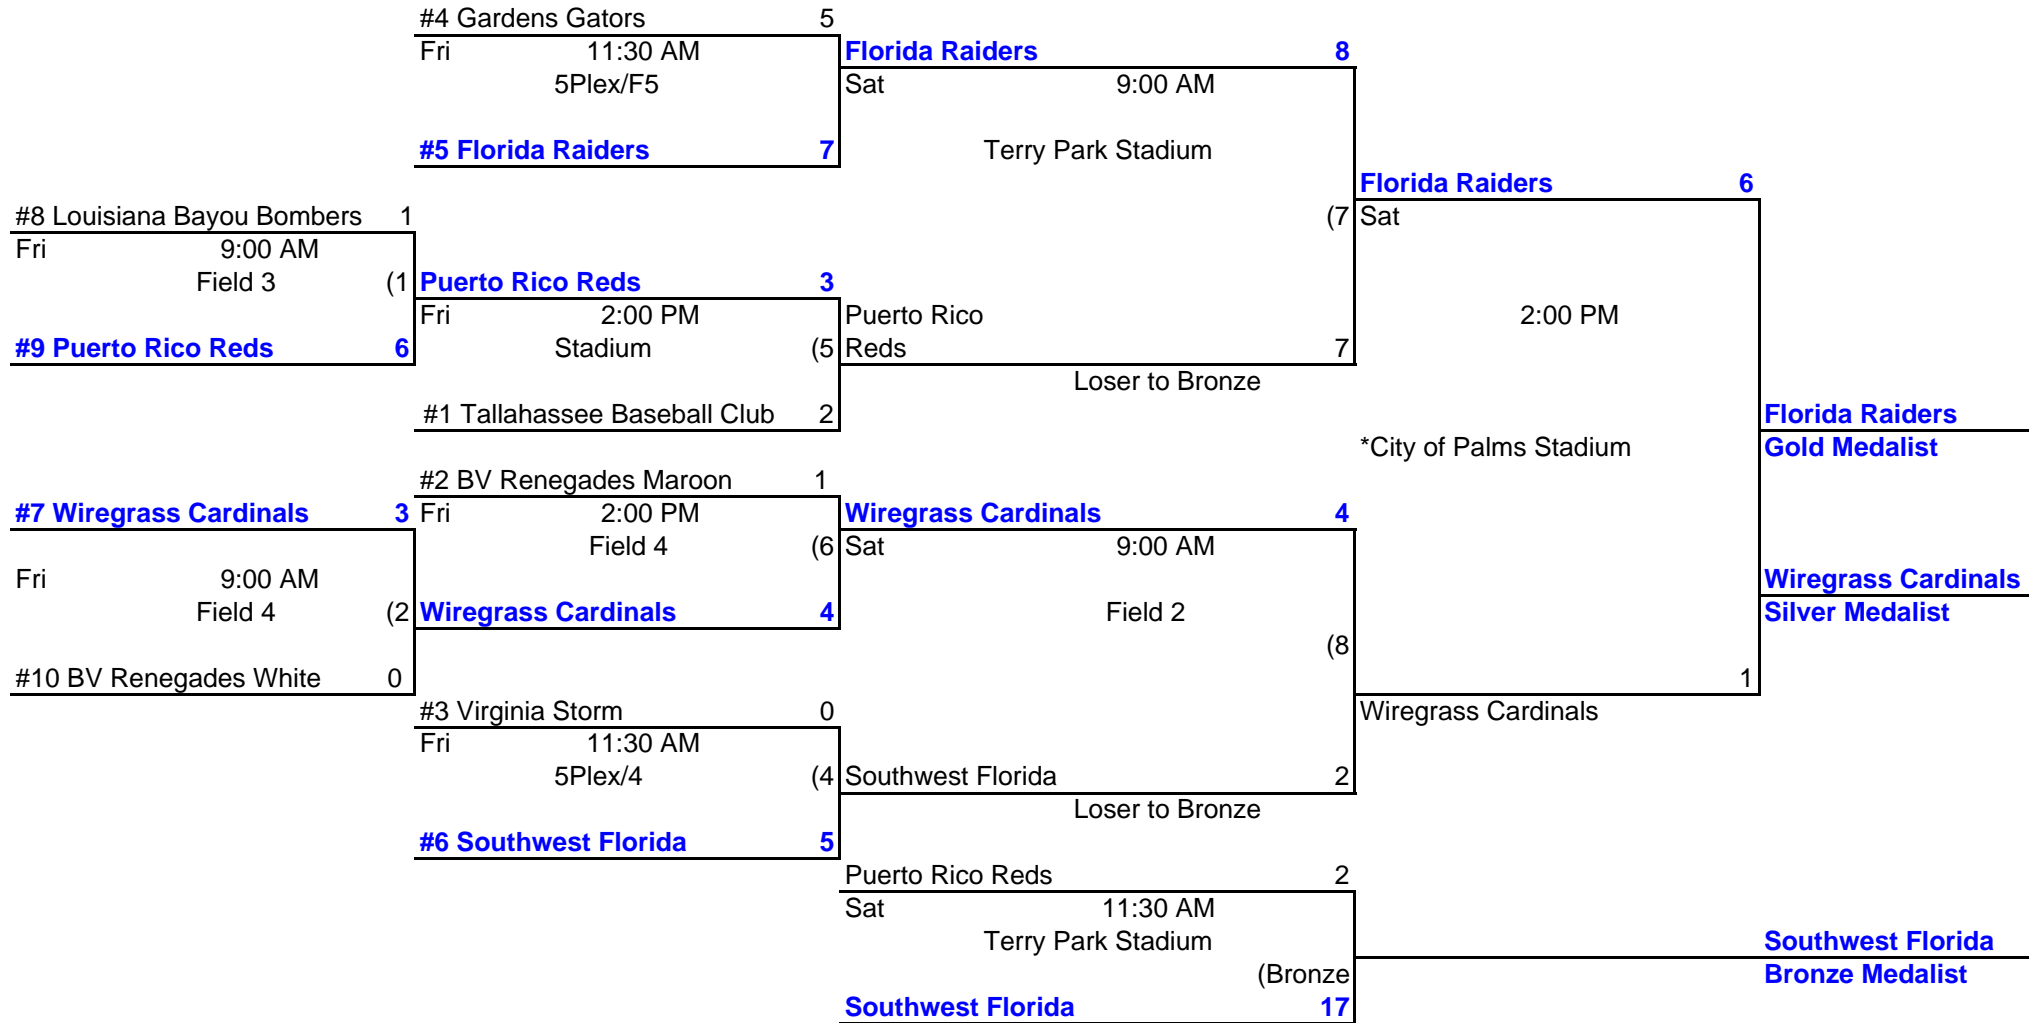 #4 Gardens Gators 5
Fri 11:30 AM Florida Raiders 8
5Plex/F5 Sat 9:00 AM
#5 Florida Raiders 7 Terry Park Stadium
Florida Raiders 6
#8 Louisiana Bayou Bombers 1 (7 Sat
Fri 9:00 AM
Field 3 (1 Puerto Rico Reds 3
Fri 2:00 PM Puerto Rico 2:00 PM
#9 Puerto Rico Reds 6 Stadium (5 Reds 7
Loser to Bronze
#1 Tallahassee Baseball Club 2 Florida Raiders
*City of Palms Stadium Gold Medalist
#2 BV Renegades Maroon 1
#7 Wiregrass Cardinals 3 Fri 2:00 PM Wiregrass Cardinals 4
Field 4 (6 Sat 9:00 AM
Fri 9:00 AM Wiregrass Cardinals
Field 4 (2 Wiregrass Cardinals 4 Field 2 Silver Medalist
(8
#10 BV Renegades White 0 1
#3 Virginia Storm 0 Wiregrass Cardinals
Fri 11:30 AM
5Plex/4 (4 Southwest Florida 2
Loser to Bronze
#6 Southwest Florida 5
Puerto Rico Reds 2
Sat 11:30 AM
Terry Park Stadium Southwest Florida
(Bronze Bronze Medalist
Southwest Florida 17